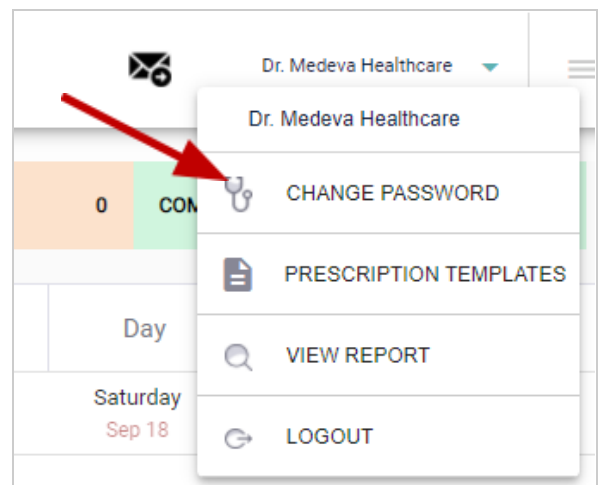 Dr. Medeva Healthcare
Dr. Medeva Healthcare
0
CHANGE PASSWORD
PRESCRIPTION TEMPLATES
Day
VIEW REPORT
Saturday
Sep 18
LOGOUT